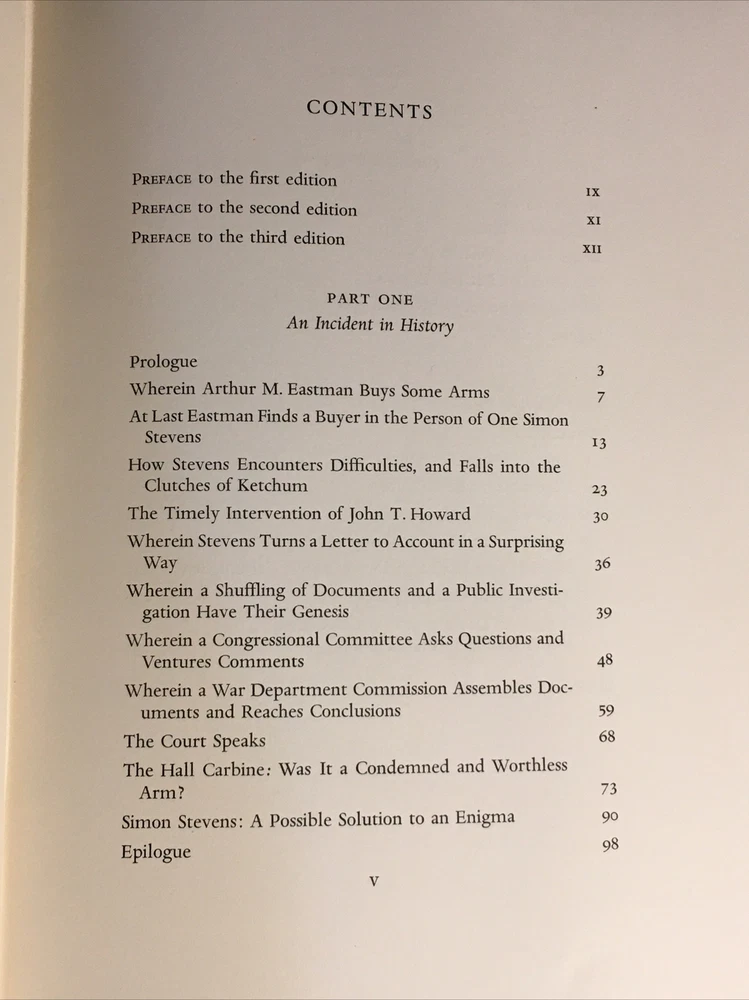 CONTENTS
PREFACE to the first edition IX
PREFACE to the second edition XI
PREFACE to the third edition XII
PART ONE
An Incident in History
Prologue 3
Wherein Arthur M. Eastman Buys Some Arms 7
At Last Eastman Finds a Buyer in the Person of One Simon
Stevens 13
How Stevens Encounters Difficulties, and Falls into the
Clutches of Ketchum 23
The Timely Intervention of John T. Howard 30
Wherein Stevens Turns a Letter to Account in a Surprising
Way 36
Wherein a Shuffling of Documents and a Public Investi-
gation Have Their Genesis 39
Wherein a Congressional Committee Asks Questions and
Ventures Comments 48
Wherein a War Department Commission Assembles Doc-
uments and Reaches Conclusions 59
The Court Speaks 68
The Hall Carbine: Was It a Condemned and Worthless
Arm? 73
Simon Stevens: A Possible Solution to an Enigma 90
Epilogue 98
V